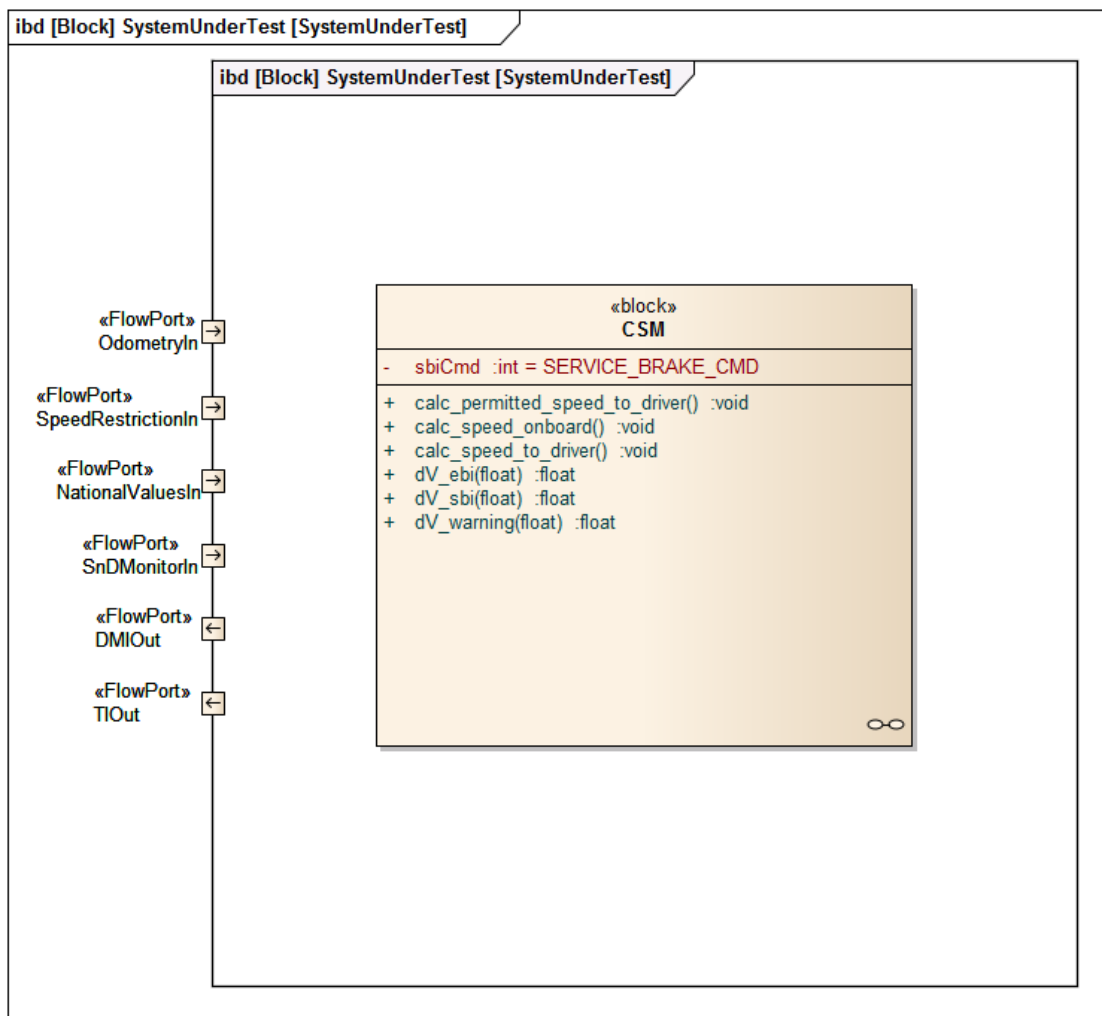 ibd [Block] SystemUnderTest [SystemUnderTest]
ibd [Block] SystemUnderTest [SystemUnderTest]
«FlowPort»
OdometryIn
«FlowPort»
SpeedRestrictionIn
«FlowPort»
NationalValuesIn
«FlowPort»
SnDMonitorIn
«FlowPort»
DMIOut
«FlowPort»
TIOut
«block»
CSM
- sbiCmd :int = SERVICE_BRAKE_CMD
+ calc_permitted_speed_to_driver() :void
+ calc_speed_onboard() :void
+ calc_speed_to_driver() :void
+ dV_ebi(float) :float
+ dV_sbi(float) :float
+ dV_warning(float) :float